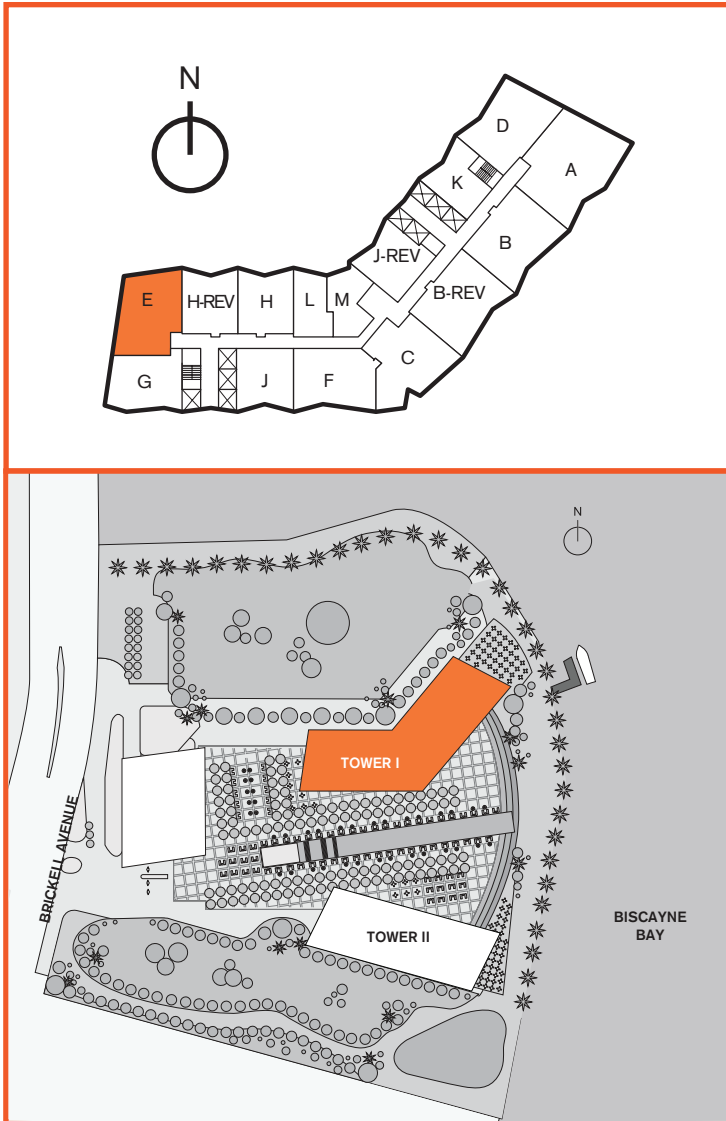 N
D
A
K
B
J-REV
B-REV
E
H-REV
H
L
M
C
G
J
F
N
TOWER I
BRICKELL AVENUE
TOWER II
BISCAYNE
BAY